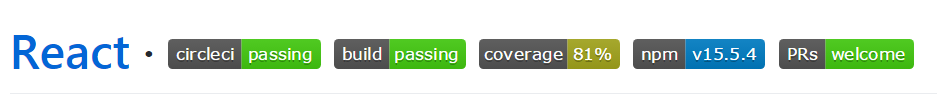 React · circleci passing build passing coverage 81% npm v15.5.4 PRs welcome